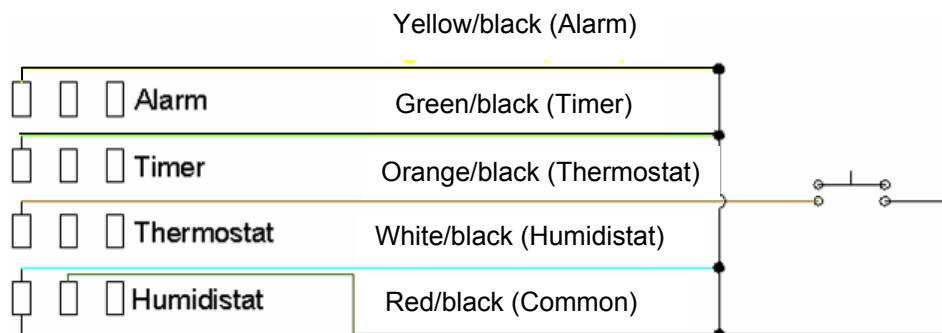 Yellow/black (Alarm)
Alarm
Green/black (Timer)
Timer
Orange/black (Thermostat)
Thermostat
White/black (Humidistat)
Humidistat
Red/black (Common)